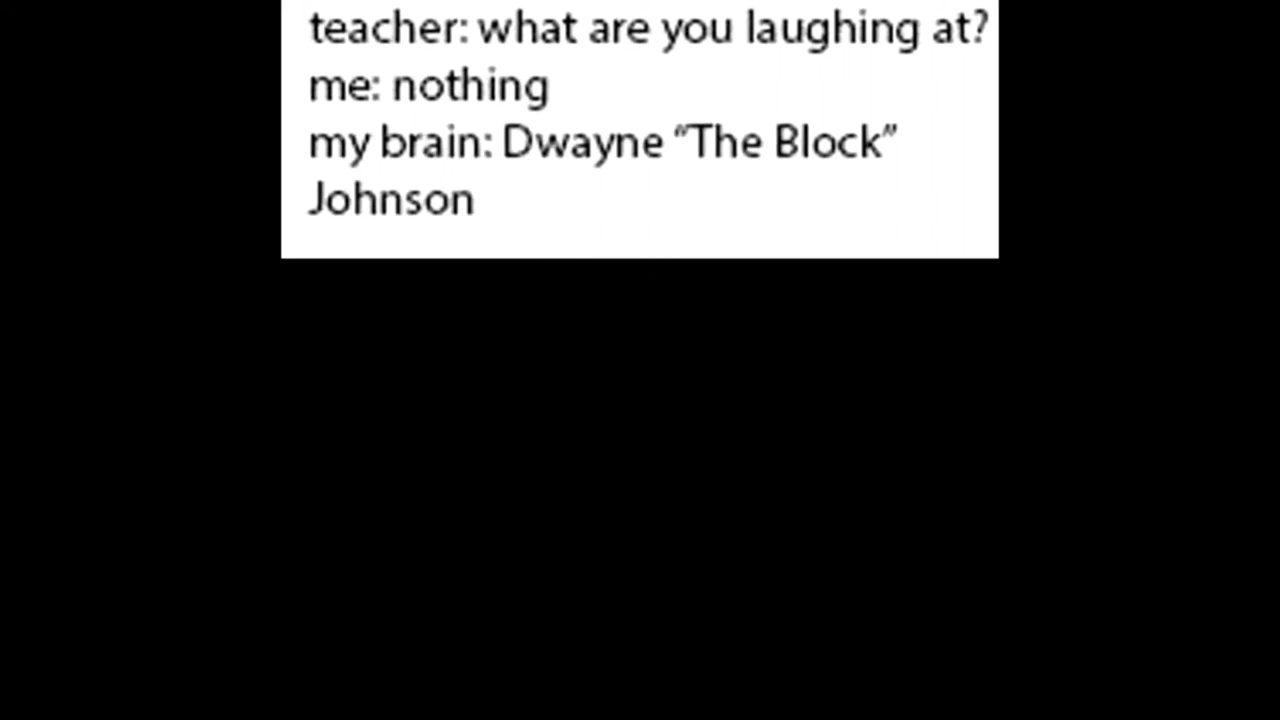 teacher: what are you laughing at?
me: nothing
my brain: Dwayne “The Block”
Johnson